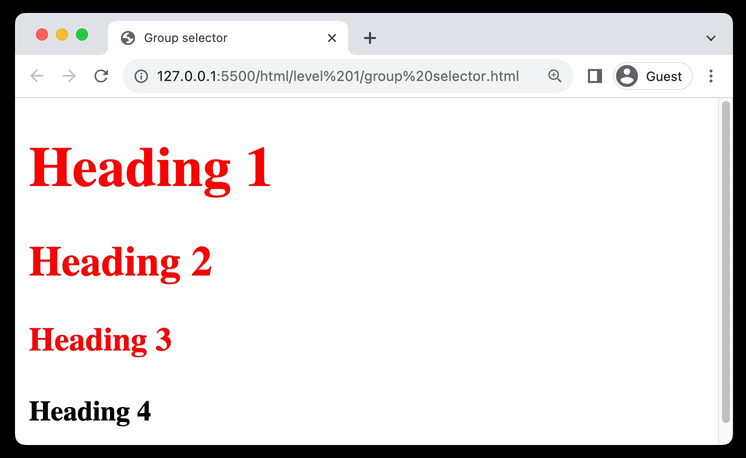 Group selector
127.0.0.1:5500/html/level%201/group%20selector.html
Guest
Heading 1
Heading 2
Heading 3
Heading 4